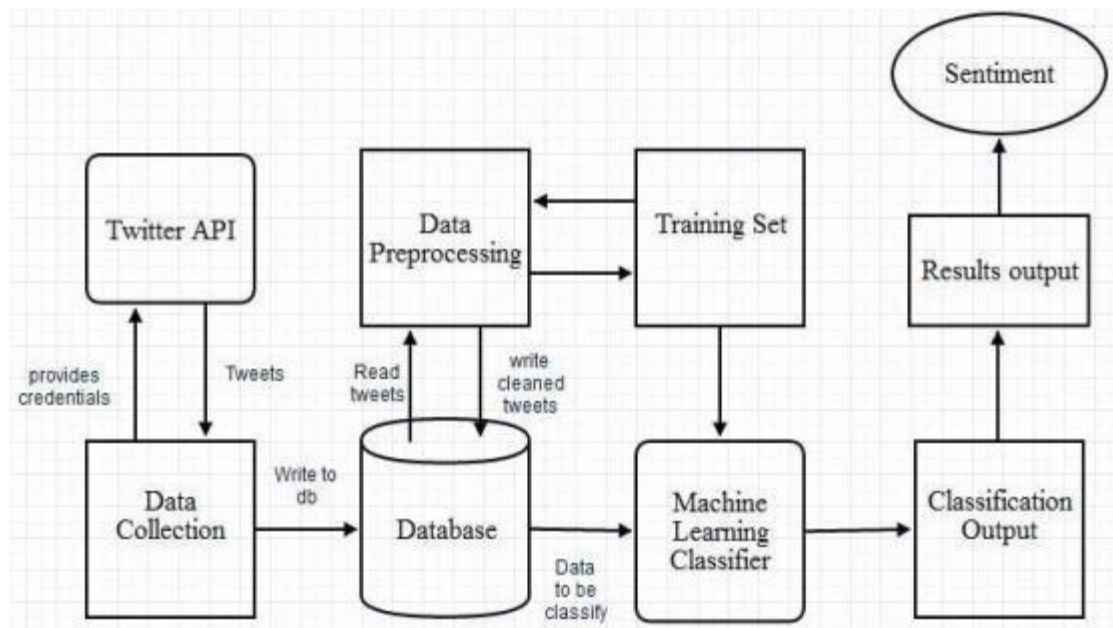 Sentiment
Twitter API
Data
Preprocessing
Training Set
Results output
provides
credentials
Tweets
Read
tweets
write
cleaned
tweets
Data
Collection
Write to
db
Database
Data
to be
classify
Machine
Learning
Classifier
Classification
Output